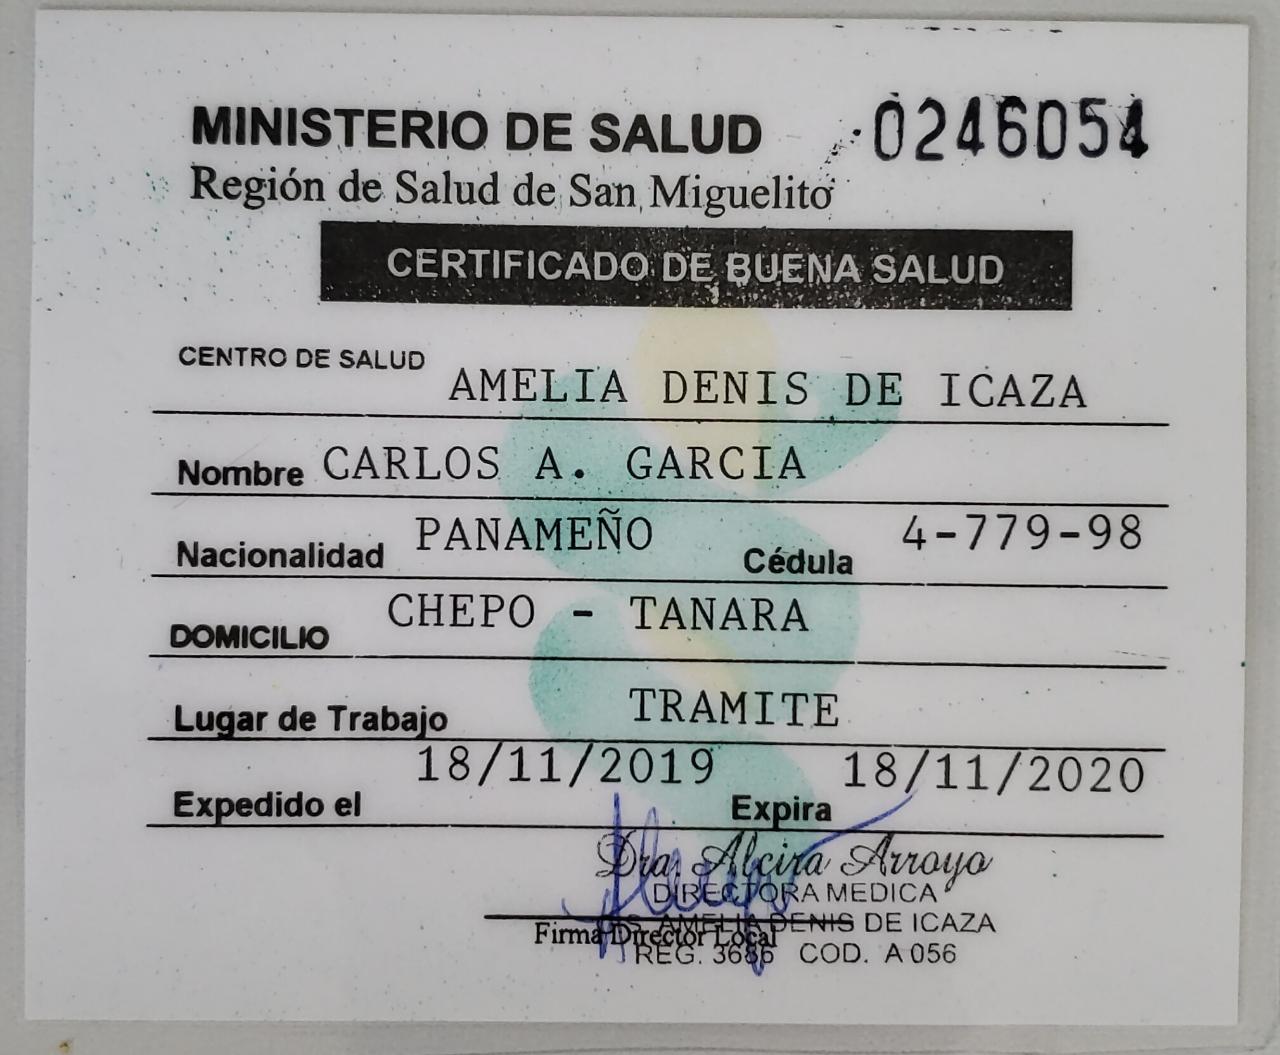 MINISTERIO DE SALUD 0246054
Región de Salud de San Miguelito
CERTIFICADO DE BUENA SALUD
CENTRO DE SALUD AMELIA DENIS DE ICAZA
Nombre CARLOS A. GARCIA
Nacionalidad PANAMEÑO Cédula 4-779-98
DOMICILIO CHEPO - TANARA
Lugar de Trabajo TRAMITE
Expedido el 18/11/2019 Expira 18/11/2020
Dra. Alcira Arroyo
DIRECTORA MEDICA
AMELIA DENIS DE ICAZA
Firma Director Local
REG. 3686 COD. A 056